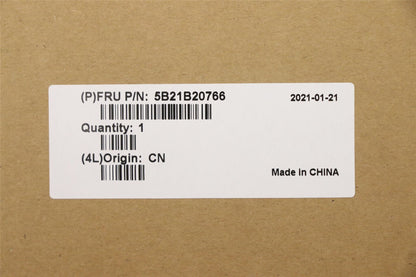 (P)FRU P/N: 5B21B20766 2021-01-21
Quantity: 1
(4L)Origin: CN
Made in CHINA